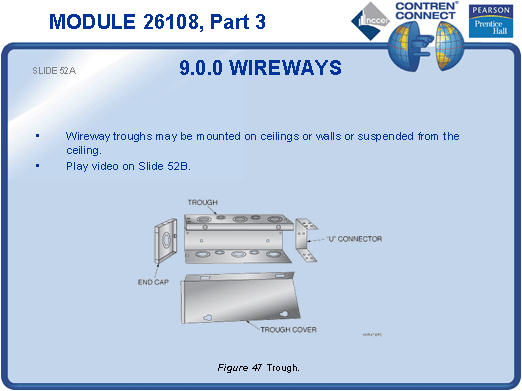 MODULE 26108, Part 3
nccer
CONTREN®
CONNECT
PEARSON
Prentice
Hall
SLIDE 52A
9.0.0 WIREWAYS
• Wireway troughs may be mounted on ceilings or walls or suspended from the
ceiling.
• Play video on Slide 52B.
TROUGH
"U" CONNECTOR
END CAP
TROUGH COVER
Figure 47 Trough.